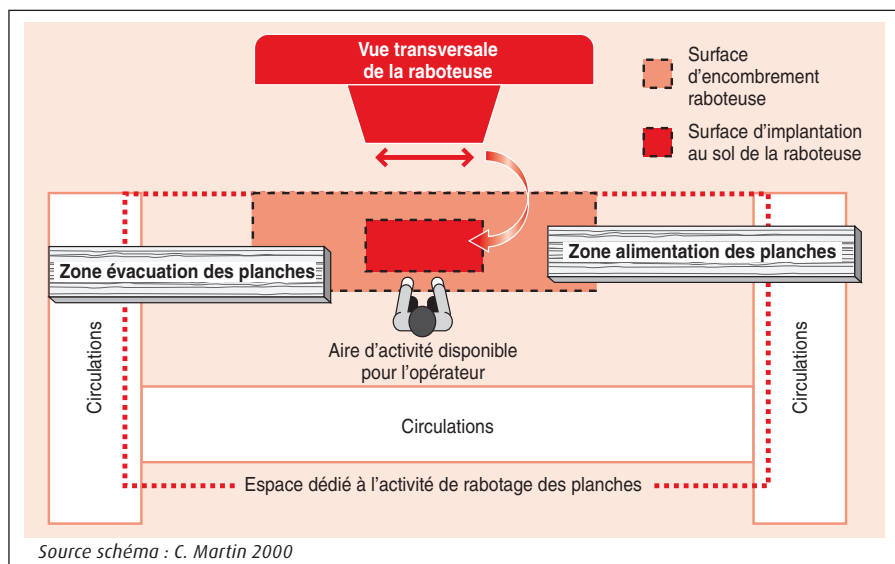 Vue transversale
de la raboteuse
Surface
d'encombrement
raboteuse
Surface d'implantation
au sol de la raboteuse
Zone évacuation des planches
Zone alimentation des planches
Aire d'activité disponible
pour l'opérateur
Circulations
Circulations
Circulations
Espace dédié à l'activité de rabotage des planches
Source schéma : C. Martin 2000